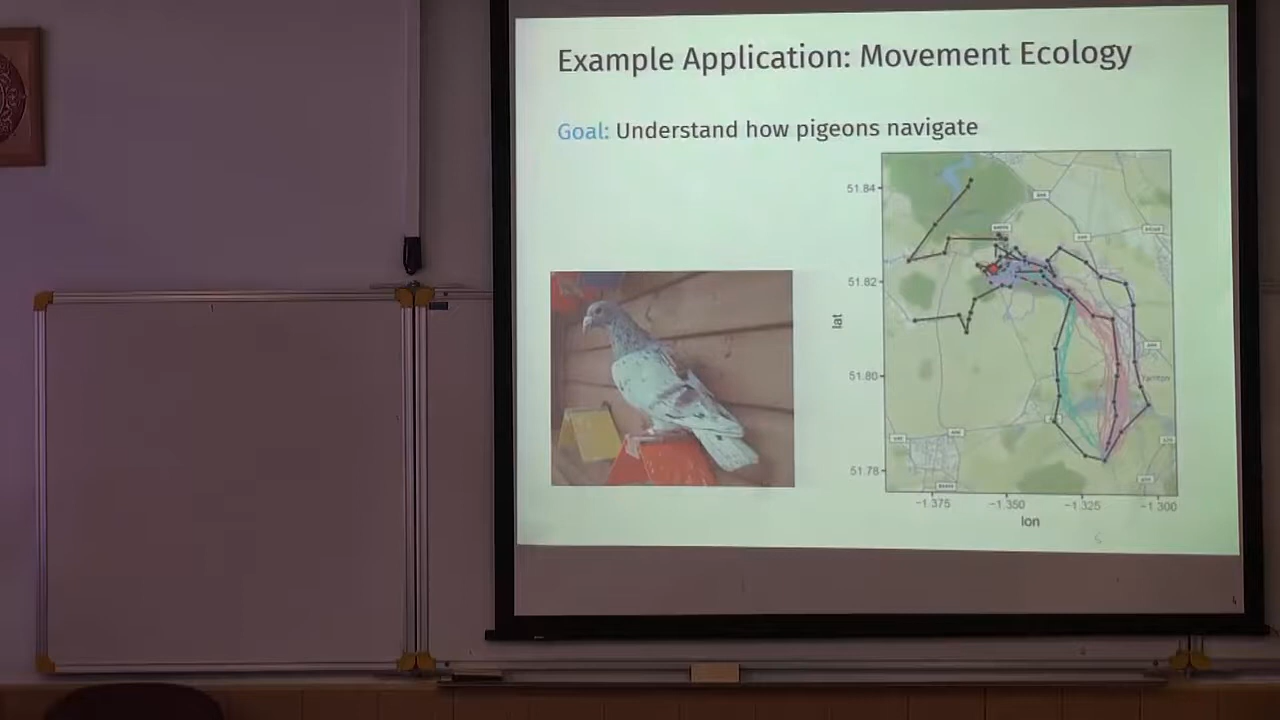 Example Application: Movement Ecology
Goal: Understand how pigeons navigate
51.84
51.82
lat
51.80
Yarnton
51.78
−1.375
−1.350
−1.325
−1.300
lon